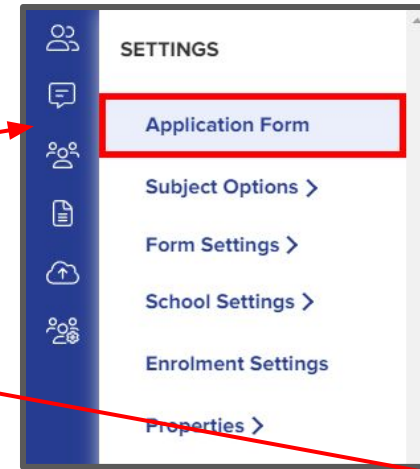 SETTINGS
Application Form
Subject Options >
Form Settings >
School Settings >
Enrolment Settings
Properties >